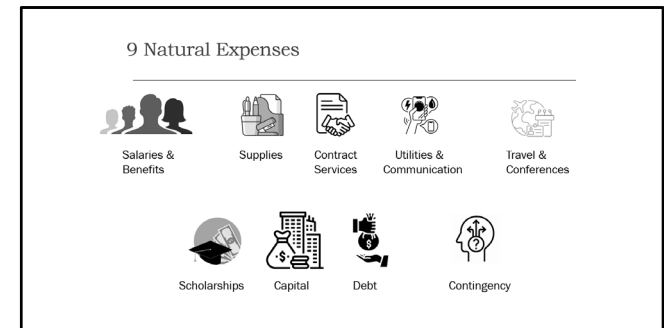 9 Natural Expenses
Salaries &
Benefits
Supplies
Contract
Services
Utilities &
Communication
Travel &
Conferences
Scholarships
Capital
Debt
Contingency